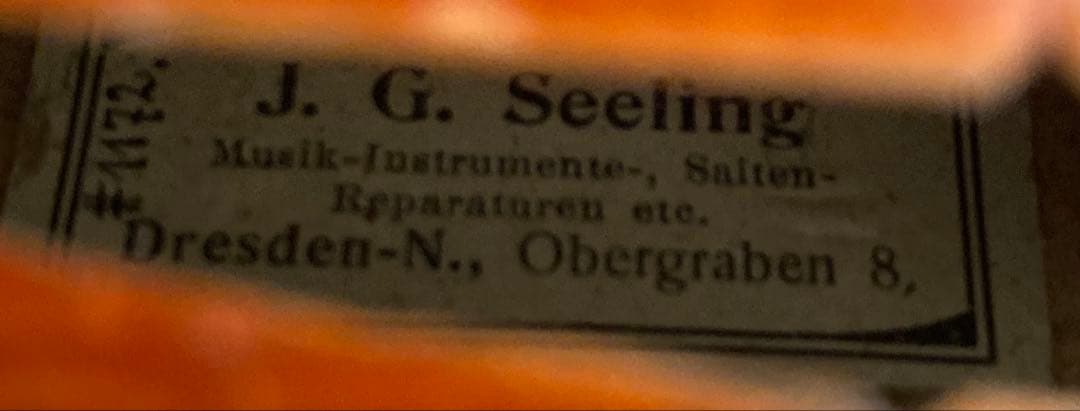 J. G. Seeling
Musik-Instrumente-, Saiten-
Reparaturen etc.
Dresden-N., Obergraben 8,
# 1172.